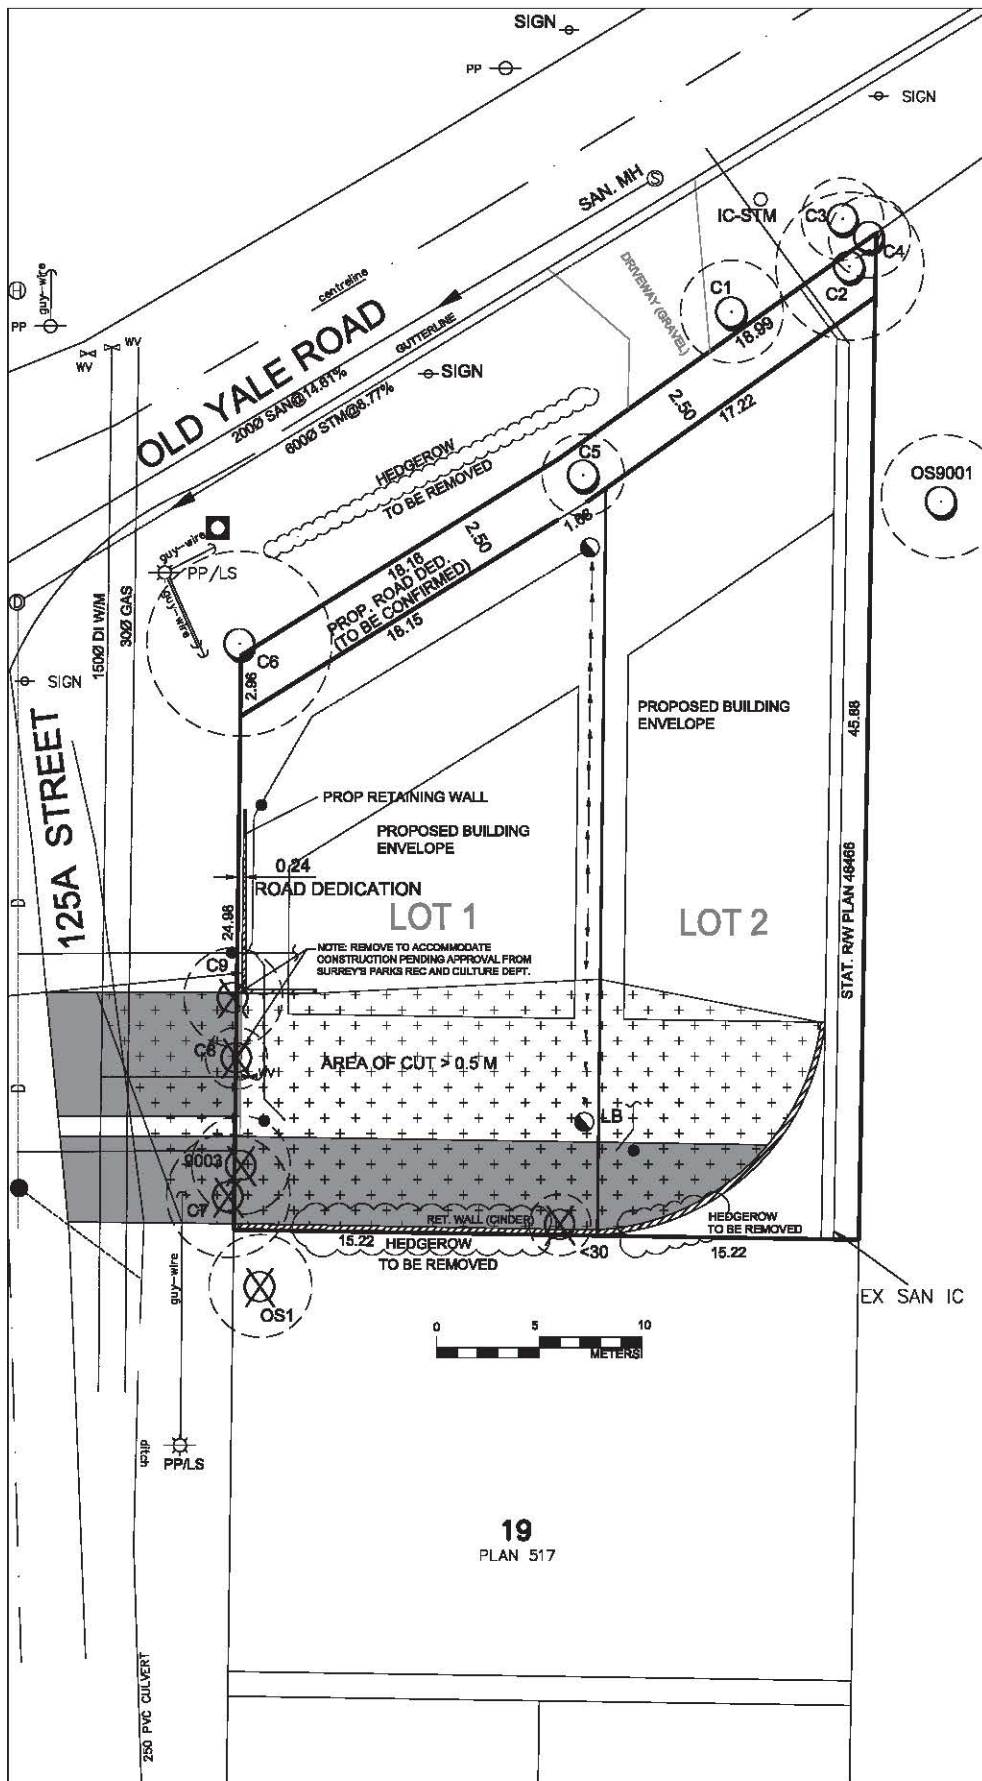 SIGN
PP
SIGN
SAN. MH
IC-STM
C3
C4
C2
C1
18.99
DRIVEWAY (GRAVEL)
guy-wire
PP
WV
WV
centreline
OLD YALE ROAD
GUTTERLINE
200Ø SAN@14.81%
600Ø STM@8.77%
SIGN
2.50
17.22
HEDGEROW
TO BE REMOVED
C5
1.68
OS9001
guy-wire
PP/LS
guy-wire
18.16
2.50
PROP. ROAD DED.
(TO BE CONFIRMED)
18.15
C6
2.96
150Ø DI W/M
30Ø GAS
SIGN
125A STREET
PROPOSED BUILDING
ENVELOPE
45.88
PROP RETAINING WALL
PROPOSED BUILDING
ENVELOPE
0.24
ROAD DEDICATION
24.98
LOT 1
LOT 2
STAT. R/W PLAN 48466
NOTE: REMOVE TO ACCOMMODATE
CONSTRUCTION PENDING APPROVAL FROM
SURREY'S PARKS REC AND CULTURE DEPT.
C9
C8
WV
AREA OF CUT > 0.5 M
LB
9003
C7
RET. WALL (CINDER)
15.22
HEDGEROW
TO BE REMOVED
<30
HEDGEROW
TO BE REMOVED
15.22
guy-wire
OS1
EX SAN IC
0 5 10
METERS
ditch
PP/LS
19
PLAN 517
250 PVC CULVERT